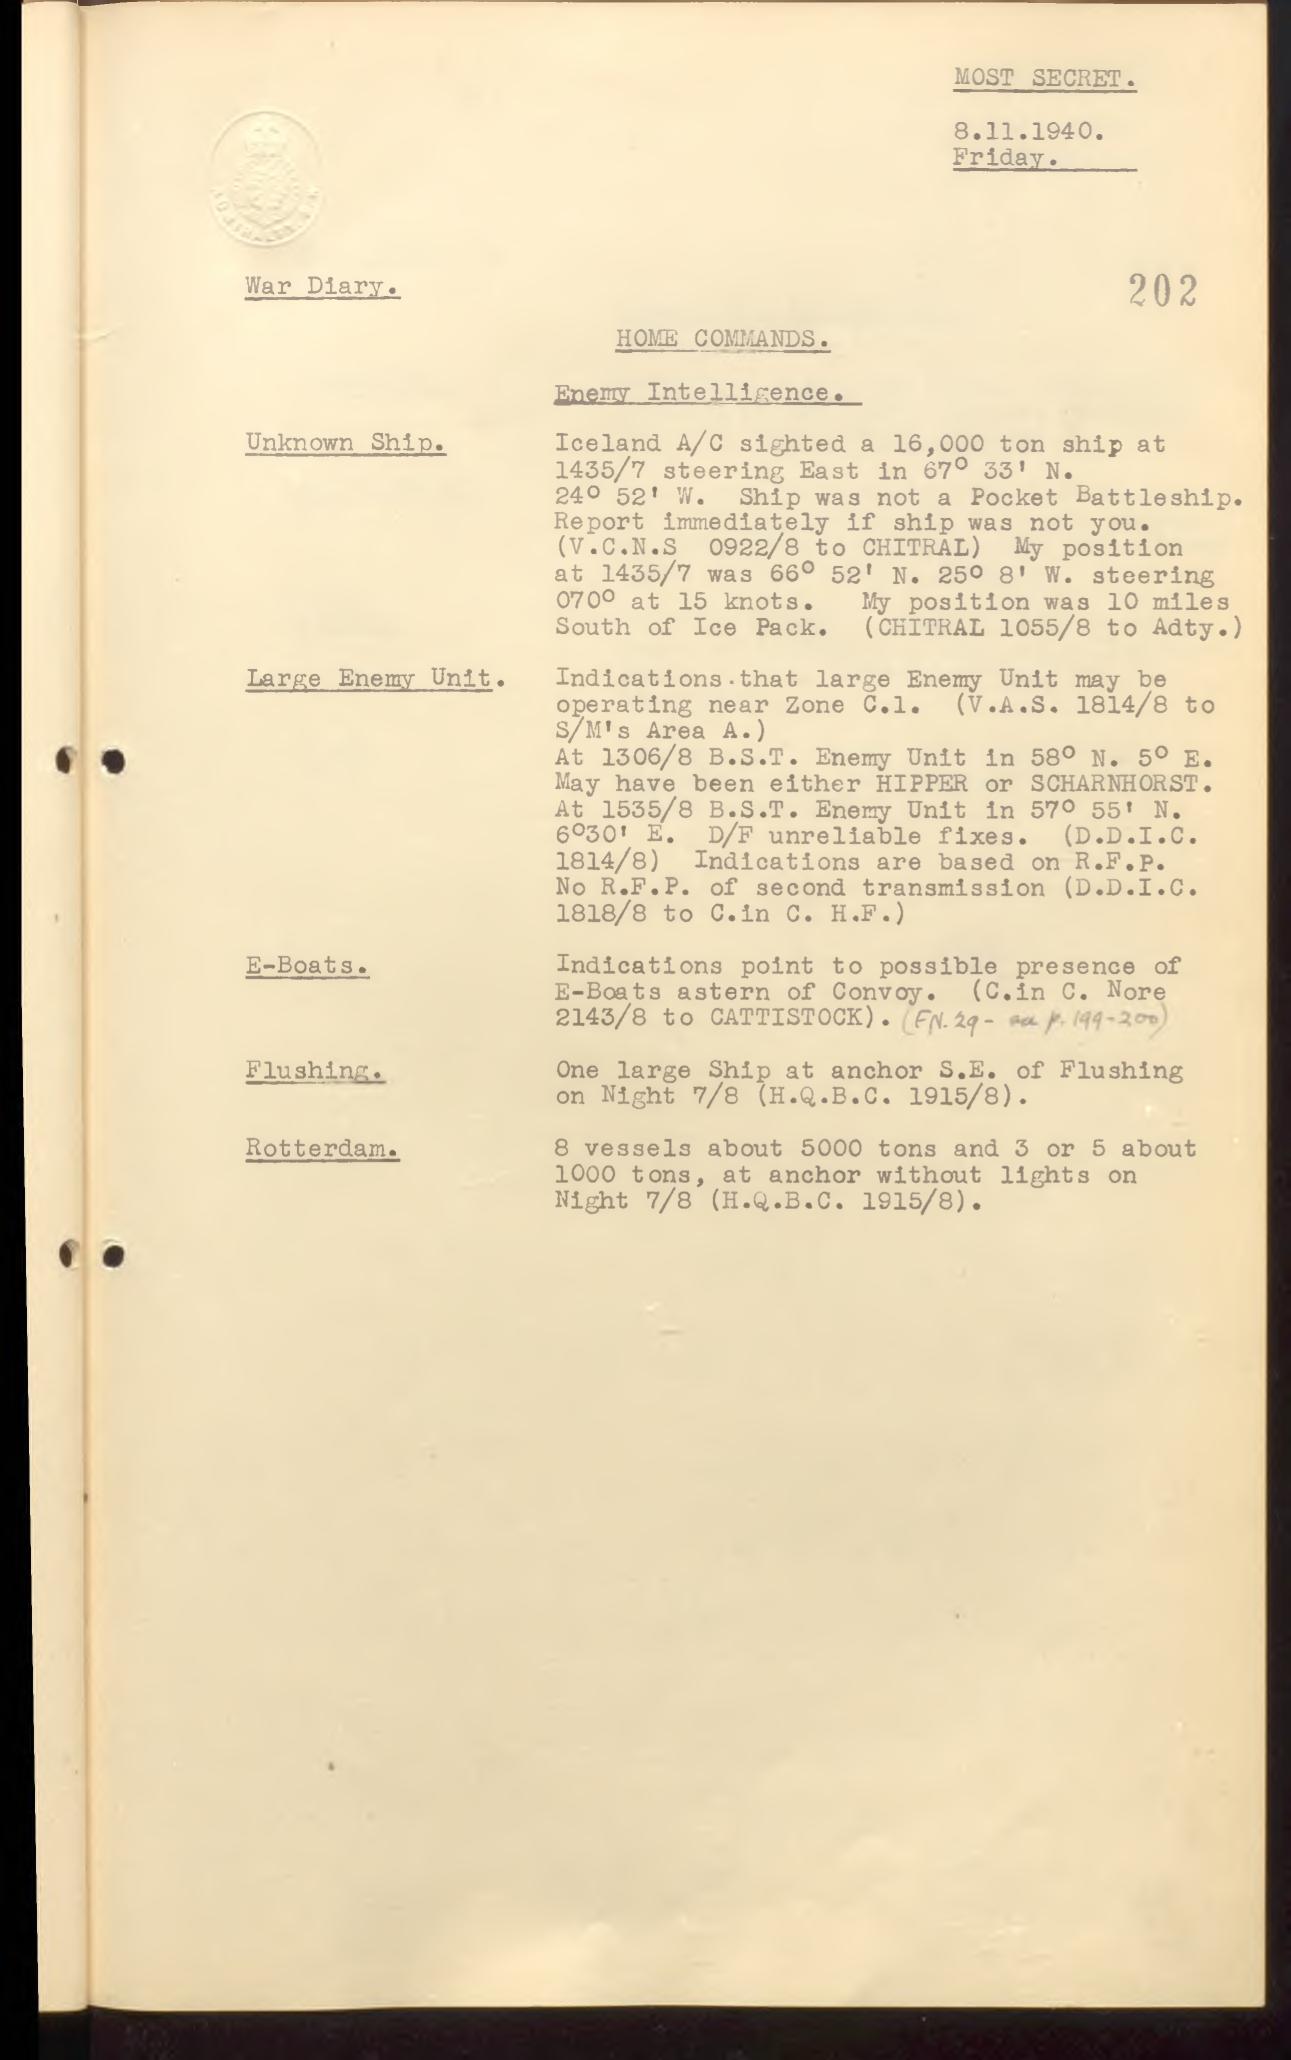 MOST SECRET.
8.11.1940.
Friday.
War Diary.
202
HOME COMMANDS.
Enemy Intelligence.
Unknown Ship.
Iceland A/C sighted a 16,000 ton ship at
1435/7 steering East in 67° 33' N.
24° 52' W. Ship was not a Pocket Battleship.
Report immediately if ship was not you.
(V.C.N.S 0922/8 to CHITRAL) My position
at 1435/7 was 66° 52' N. 25° 8' W. steering
070° at 15 knots. My position was 10 miles
South of Ice Pack. (CHITRAL 1055/8 to Adty.)
Large Enemy Unit.
Indications.that large Enemy Unit may be
operating near Zone C.1. (V.A.S. 1814/8 to
S/M's Area A.)
At 1306/8 B.S.T. Enemy Unit in 58° N. 5° E.
May have been either HIPPER or SCHARNHORST.
At 1535/8 B.S.T. Enemy Unit in 57° 55' N.
6°30' E. D/F unreliable fixes. (D.D.I.C.
1814/8) Indications are based on R.F.P.
No R.F.P. of second transmission (D.D.I.C.
1818/8 to C.in C. H.F.)
E-Boats.
Indications point to possible presence of
E-Boats astern of Convoy. (C.in C. Nore
2143/8 to CATTISTOCK). (FN. 29 - p. 199-200)
Flushing.
One large Ship at anchor S.E. of Flushing
on Night 7/8 (H.Q.B.C. 1915/8).
Rotterdam.
8 vessels about 5000 tons and 3 or 5 about
1000 tons, at anchor without lights on
Night 7/8 (H.Q.B.C. 1915/8).